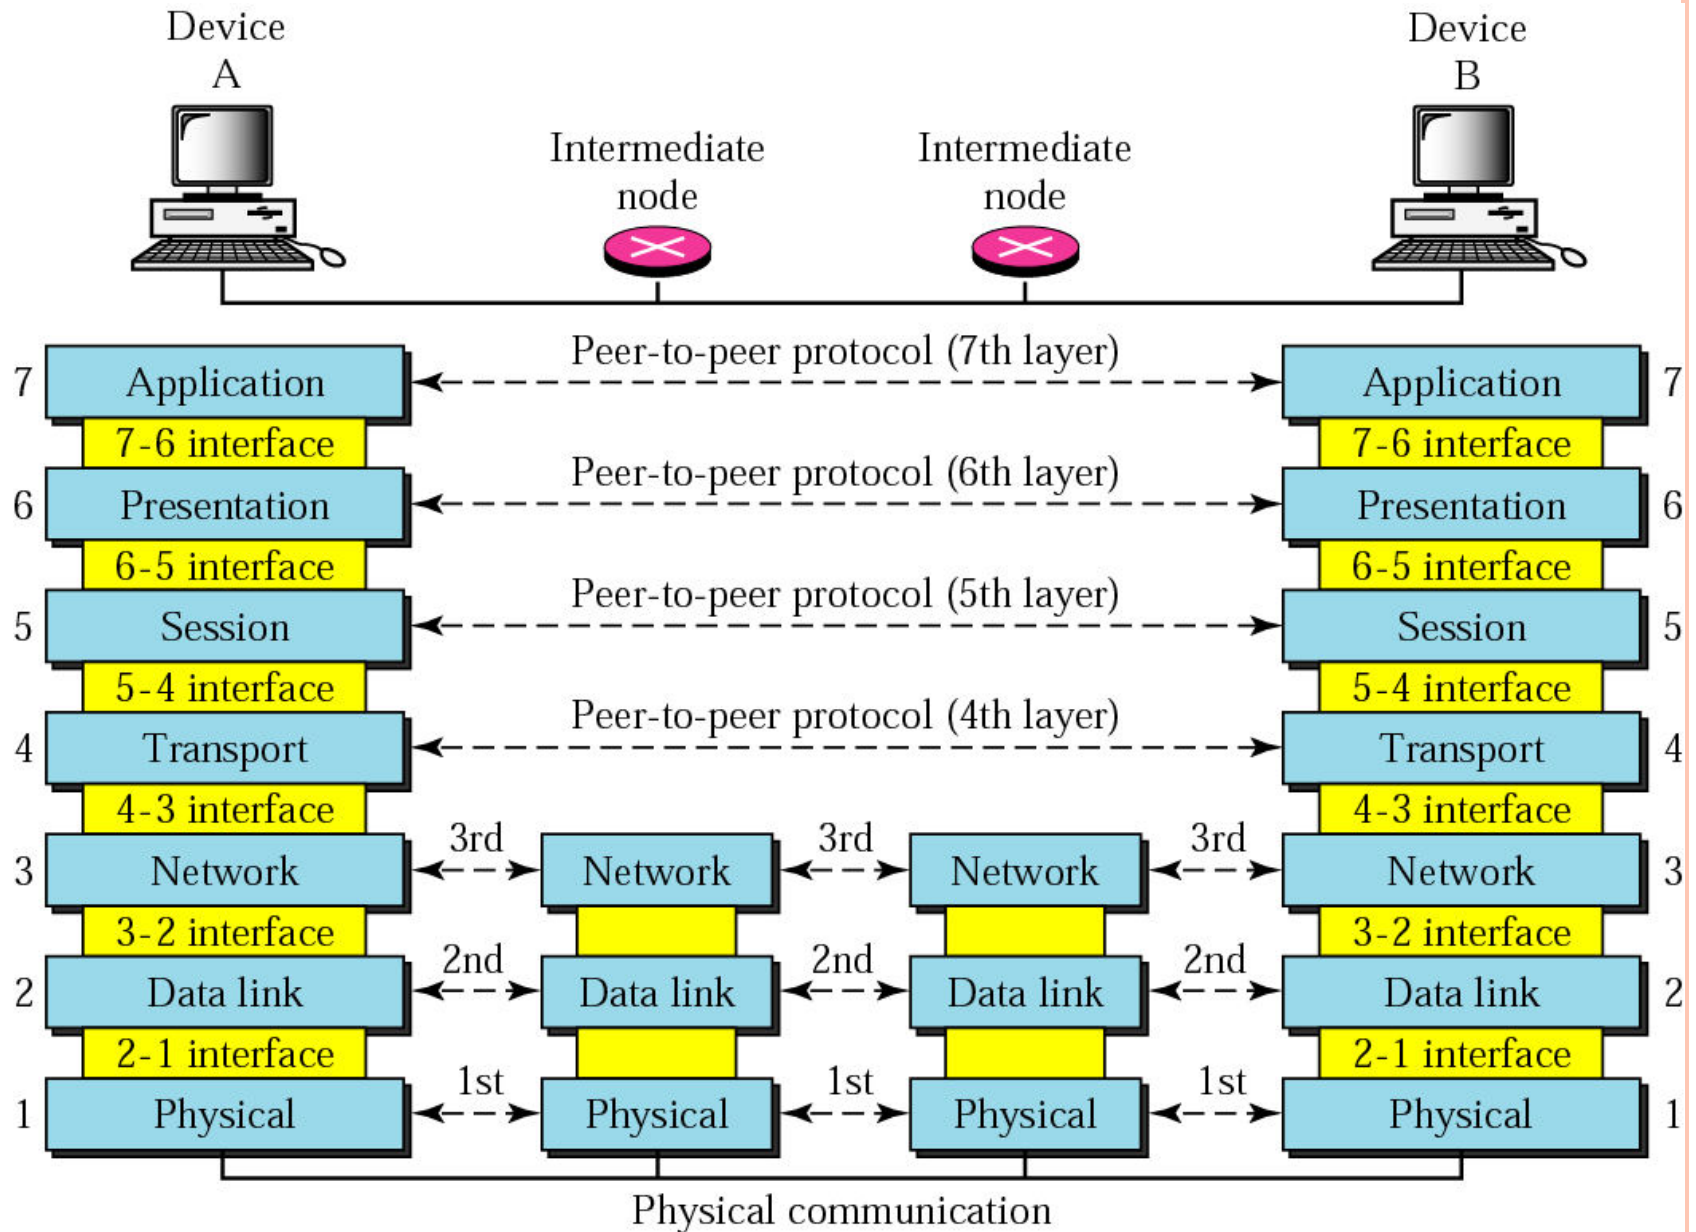 Device
A
Device
B
Intermediate
node
Intermediate
node
Peer-to-peer protocol (7th layer)
7 Application Application 7
7-6 interface 7-6 interface
Peer-to-peer protocol (6th layer)
6 Presentation Presentation 6
6-5 interface 6-5 interface
Peer-to-peer protocol (5th layer)
5 Session Session 5
5-4 interface 5-4 interface
Peer-to-peer protocol (4th layer)
4 Transport Transport 4
4-3 interface 4-3 interface
3rd 3rd 3rd
3 Network Network Network Network 3
3-2 interface 3-2 interface
2nd 2nd 2nd
2 Data link Data link Data link Data link 2
2-1 interface 2-1 interface
1st 1st 1st
1 Physical Physical Physical Physical 1
Physical communication